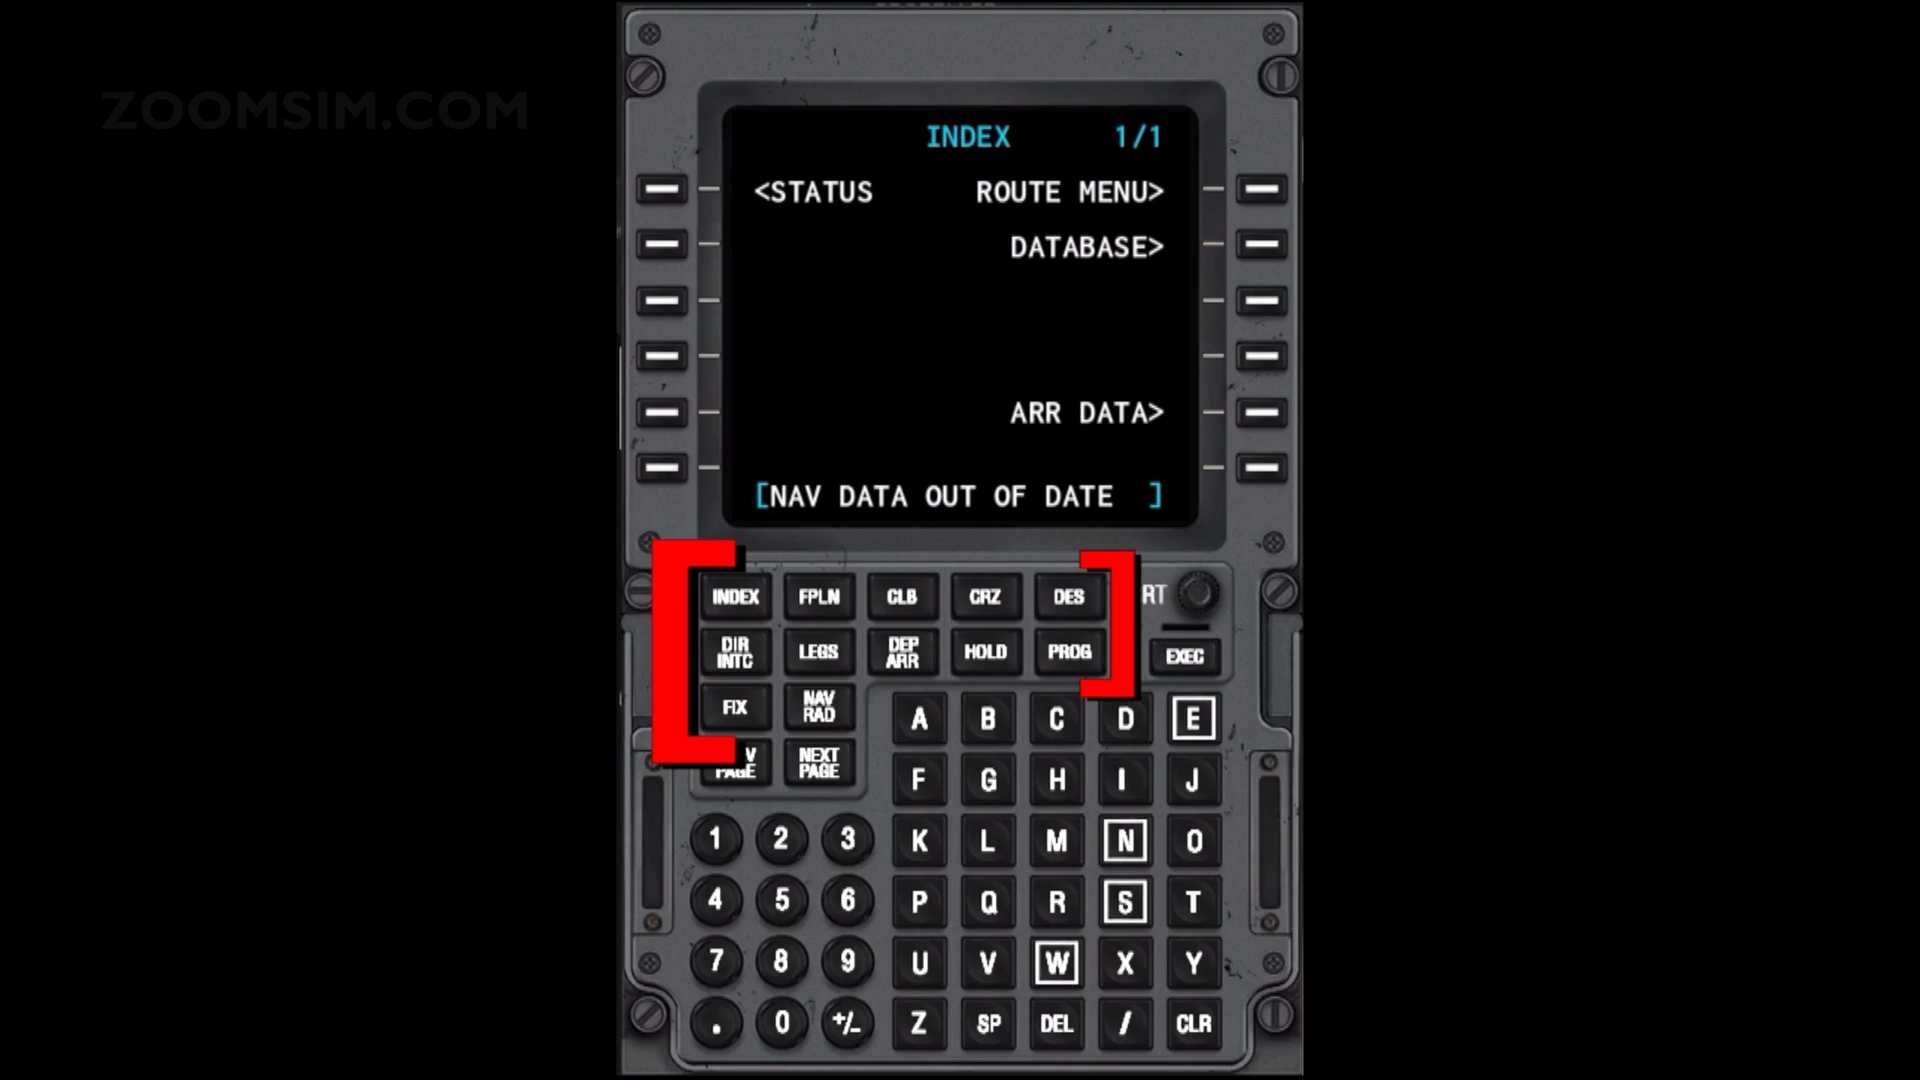 ZOOMSIM.COM
INDEX 1/1
<STATUS ROUTE MENU>
DATABASE>
ARR DATA>
[NAV DATA OUT OF DATE ]
INDEX FPLN CLB CRZ DES
RT
DIR INTC LEGS DEP ARR HOLD PROG EXEC
FIX NAV RAD
NEXT PAGE
A B C D E
F G H I J
1 2 3 K L M N O
4 5 6 P Q R S T
7 8 9 U V W X Y
. 0 +/- Z SP DEL / CLR